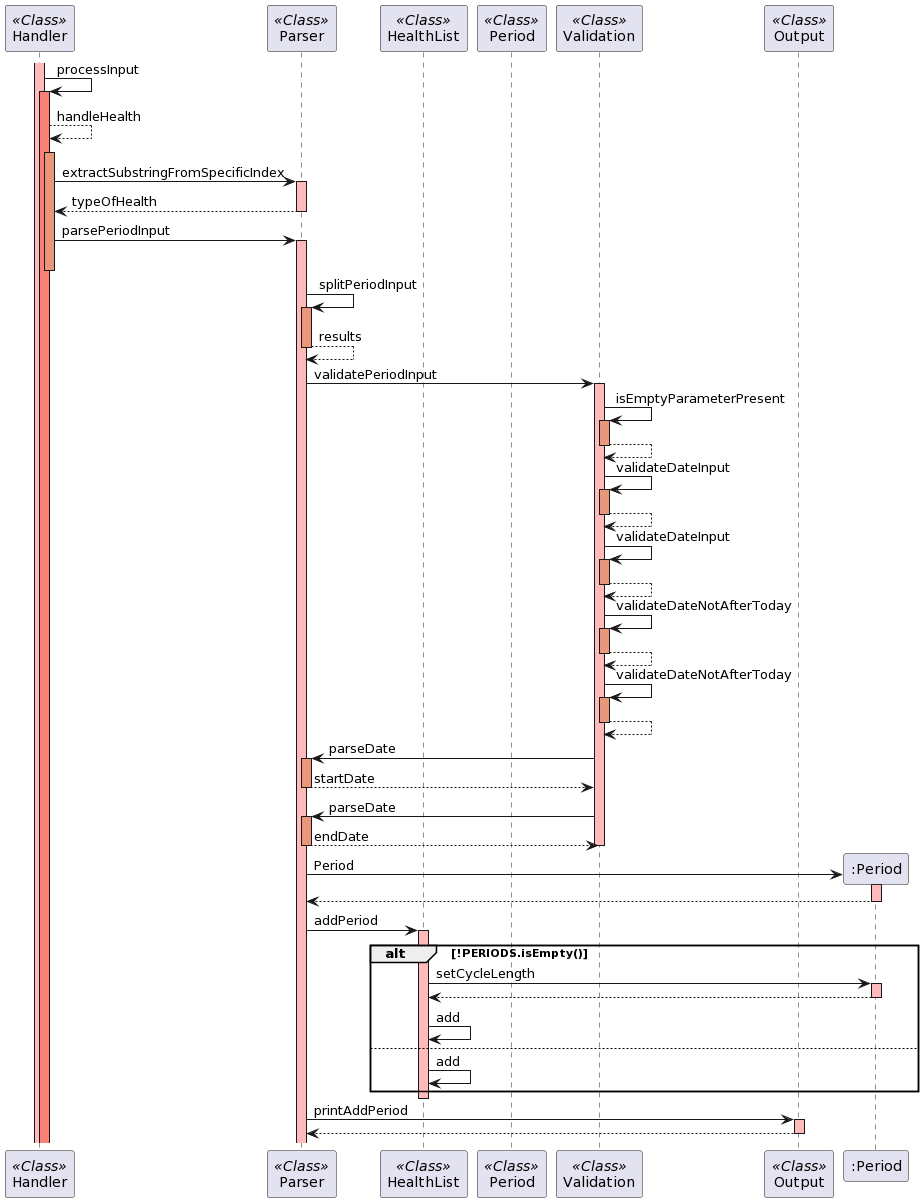 «Class» «Class» «Class» «Class» «Class» «Class»
Handler Parser HealthList Period Validation Output
processInput
handleHealth
extractSubstringFromSpecificIndex
typeOfHealth
parsePeriodInput
splitPeriodInput
results
validatePeriodInput
isEmptyParameterPresent
validateDateInput
validateDateInput
validateDateNotAfterToday
validateDateNotAfterToday
parseDate
startDate
parseDate
endDate
Period :Period
addPeriod
alt [!PERIODS.isEmpty()]
setCycleLength
add
add
printAddPeriod
«Class» «Class» «Class» «Class» «Class» «Class» :Period
Handler Parser HealthList Period Validation Output